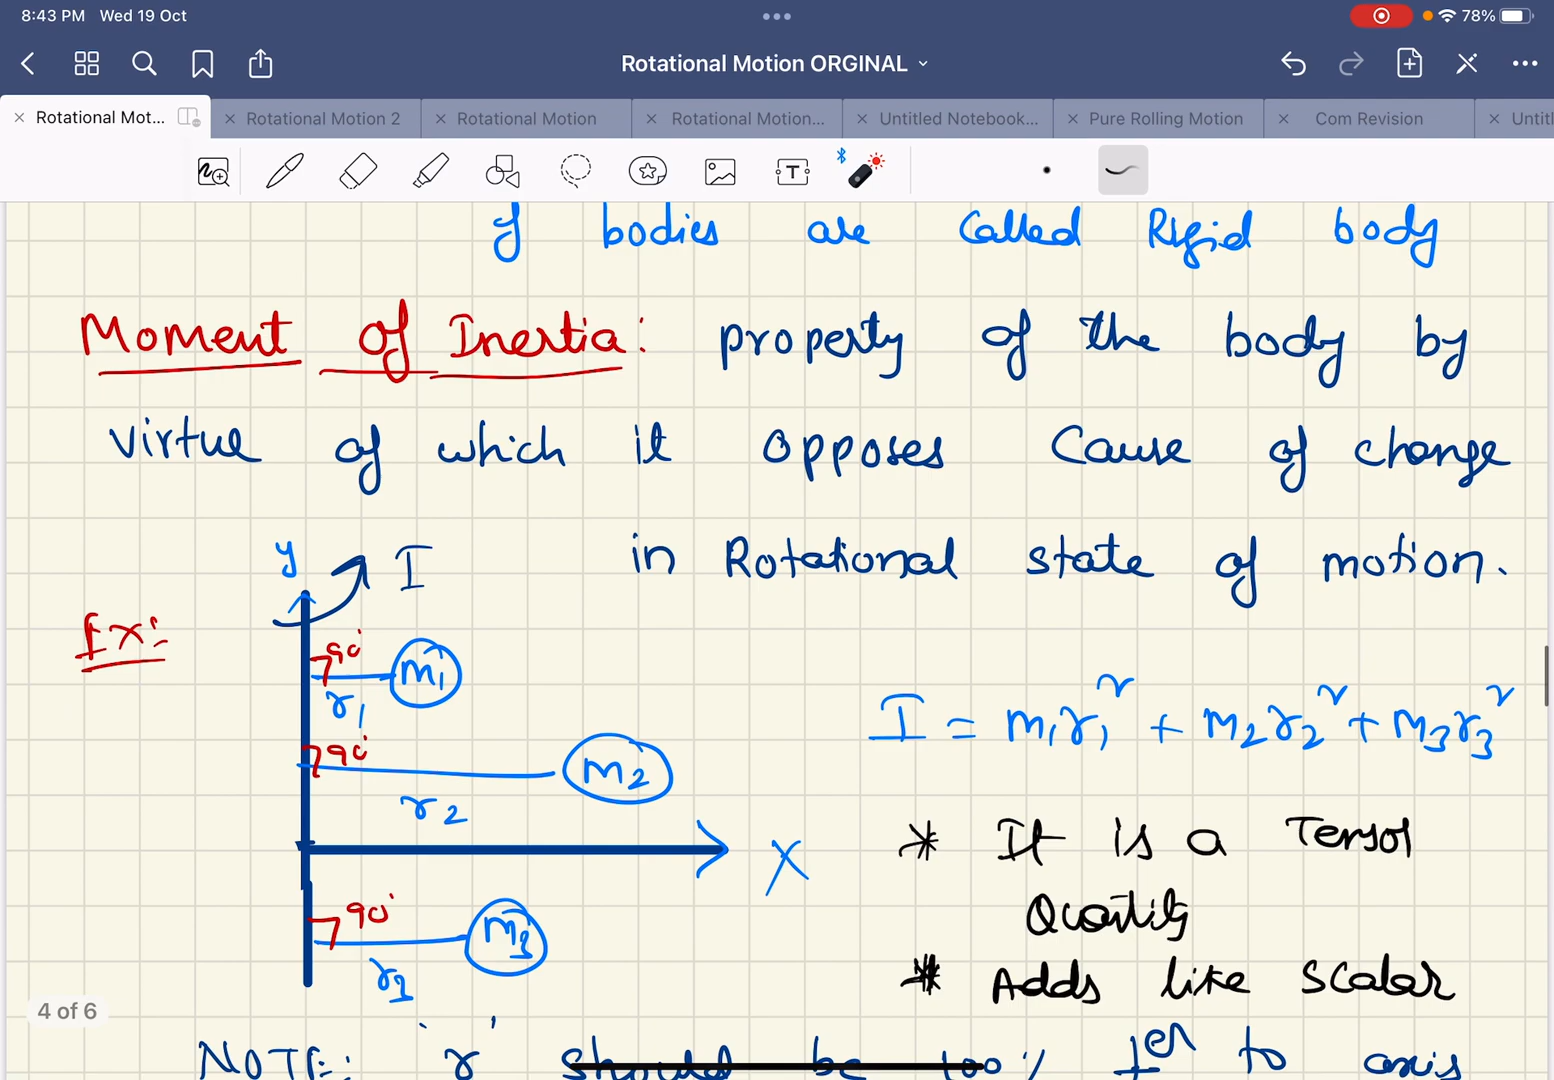 8:43 PM Wed 19 Oct
78%
Rotational Motion ORGINAL
Rotational Mot...
Rotational Motion 2
Rotational Motion
Rotational Motion...
Untitled Notebook...
Pure Rolling Motion
Com Revision
Untitl
T
of bodies are called Rigid body
Moment of Inertia: property of the body by
virtue of which it opposes cause of change
in Rotational state of motion.
y I
Ex:
90° m1
r1
I = m1r1² + m2r2² + m3r3²
90° m2
r2
* It is a Tensor
Quantity
X
90° m3
* Adds like scalar
4 of 6
NOTE: 'r' should be 100% ⊥er to axis